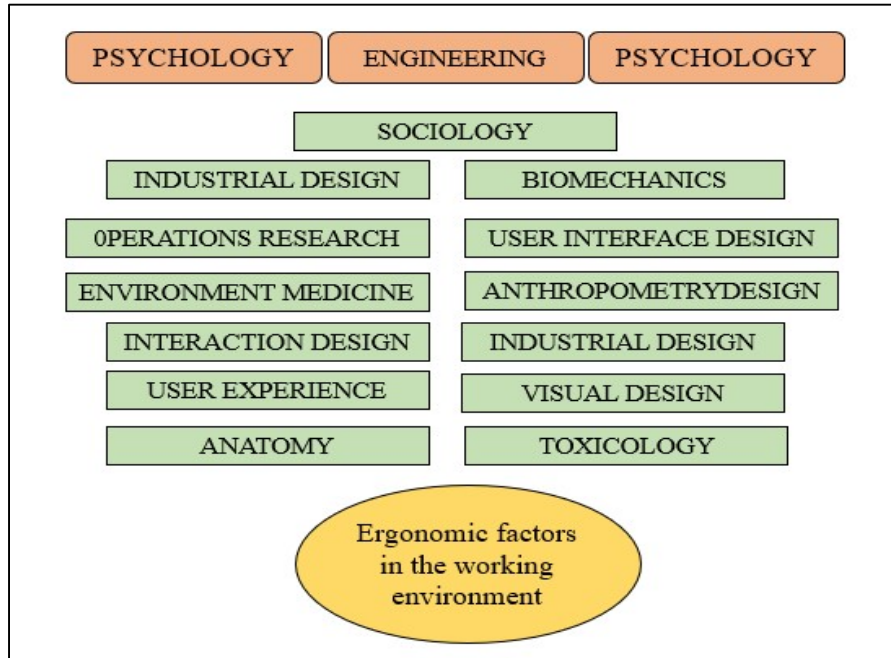 PSYCHOLOGY ENGINEERING PSYCHOLOGY
SOCIOLOGY
INDUSTRIAL DESIGN BIOMECHANICS
0PERATIONS RESEARCH USER INTERFACE DESIGN
ENVIRONMENT MEDICINE ANTHROPOMETRYDESIGN
INTERACTION DESIGN INDUSTRIAL DESIGN
USER EXPERIENCE VISUAL DESIGN
ANATOMY TOXICOLOGY
Ergonomic factors
in the working
environment